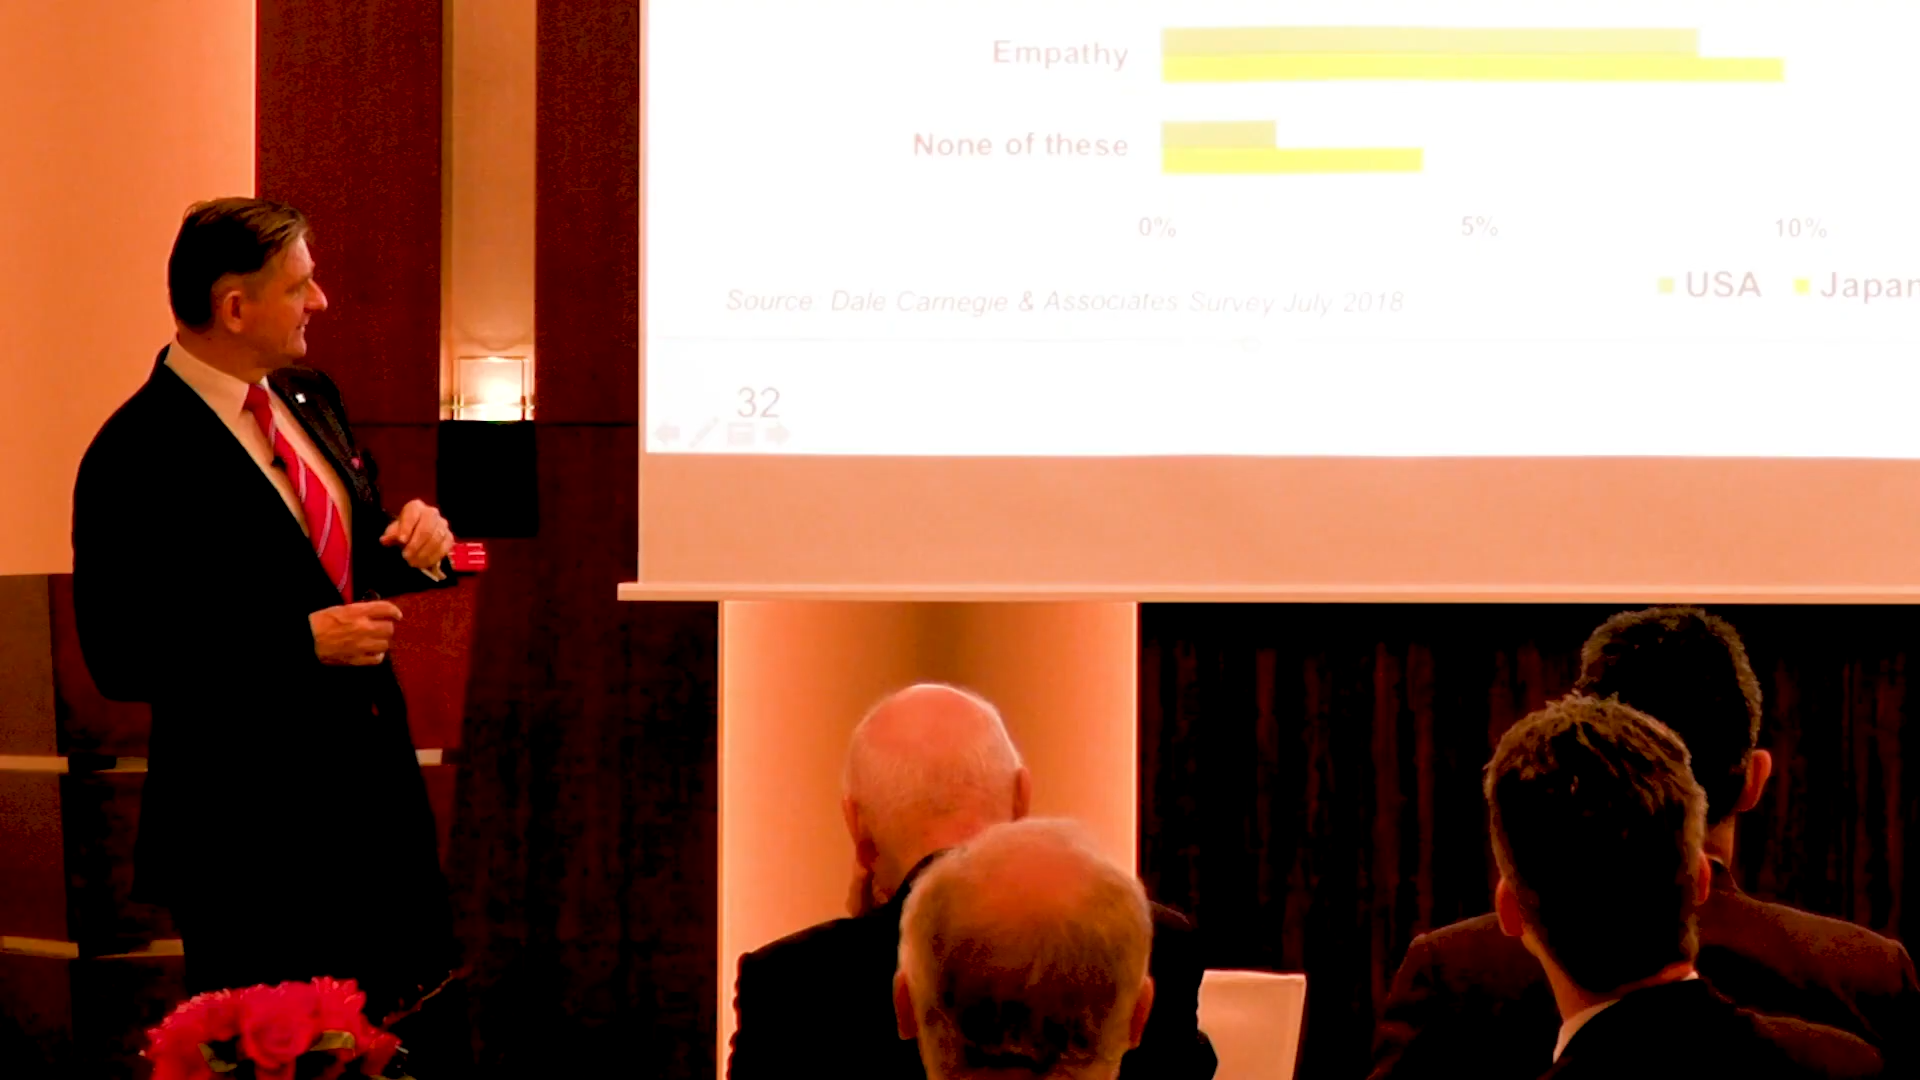 Empathy
None of these
0% 5% 10%
USA Japan
Source: Dale Carnegie & Associates Survey July 2018
32